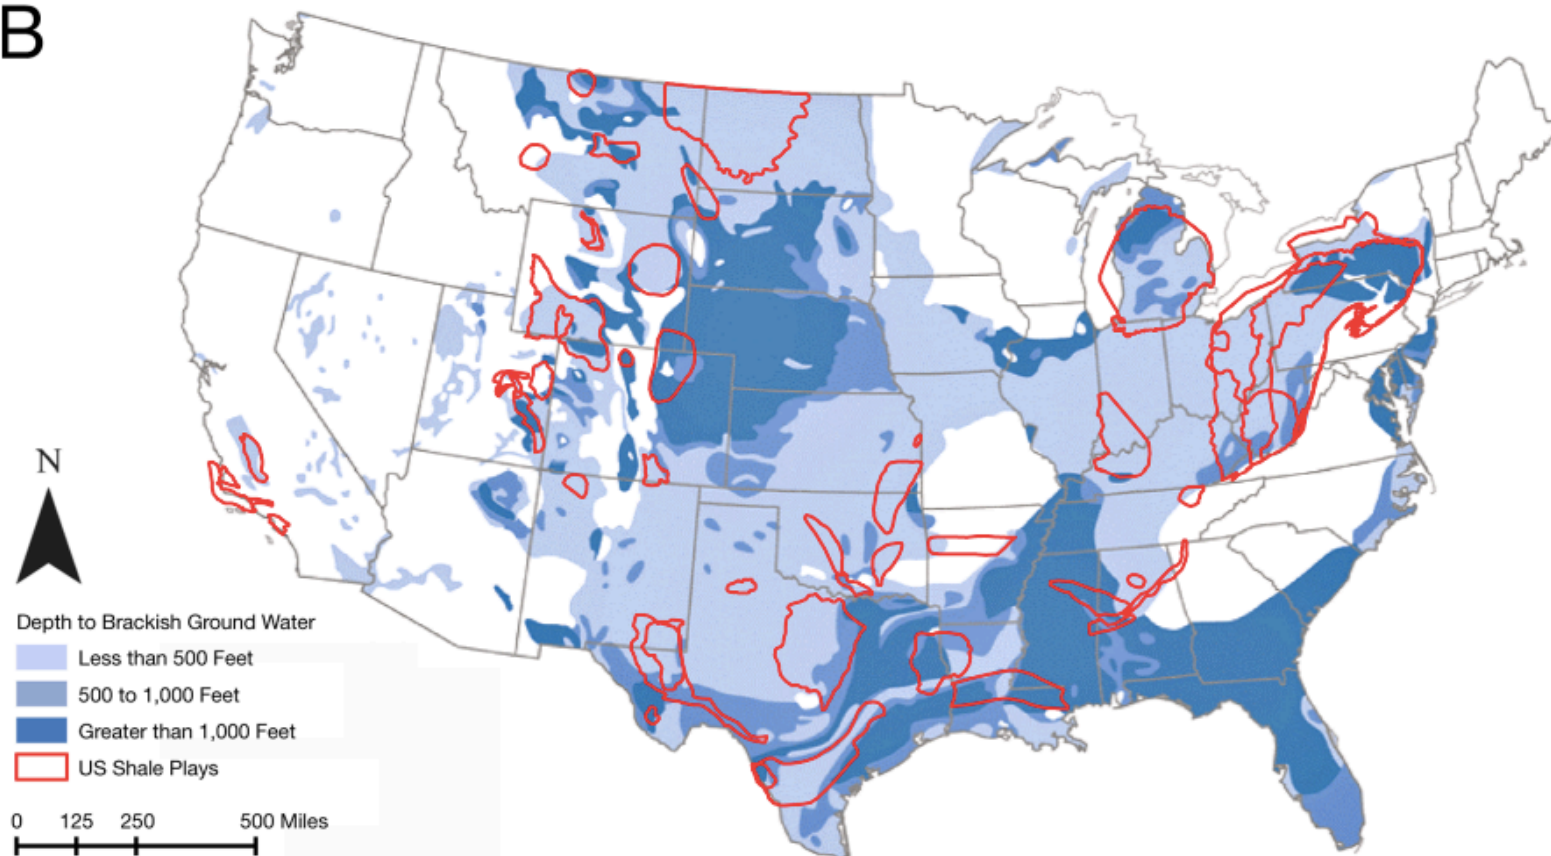 B
N
Depth to Brackish Ground Water
Less than 500 Feet
500 to 1,000 Feet
Greater than 1,000 Feet
US Shale Plays
0 125 250 500 Miles